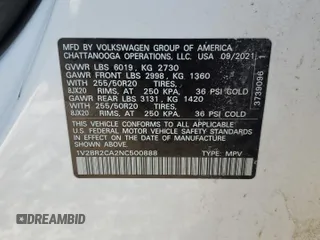 MFD. BY VOLKSWAGEN GROUP OF AMERICA
CHATTANOOGA OPERATIONS, LLC. USA 09/2021
GVWR LBS 6019, KG 2730
GAWR FRONT LBS 2998, KG 1360
WITH 255/50R20 TIRES,
8JX20 RIMS, AT 250 KPA, 36 PSI COLD
GAWR REAR LBS 3131, KG 1420
WITH 255/50R20 TIRES,
8JX20 RIMS, AT 250 KPA, 36 PSI COLD
THIS VEHICLE CONFORMS TO ALL APPLICABLE
FEDERAL MOTOR VEHICLE SAFETY STANDARDS IN EFFECT
ON THE DATE OF MANUFACTURE SHOWN ABOVE.
1V2BR2CA2NC500888 TYPE: MPV
3739096 1
© DreamBid